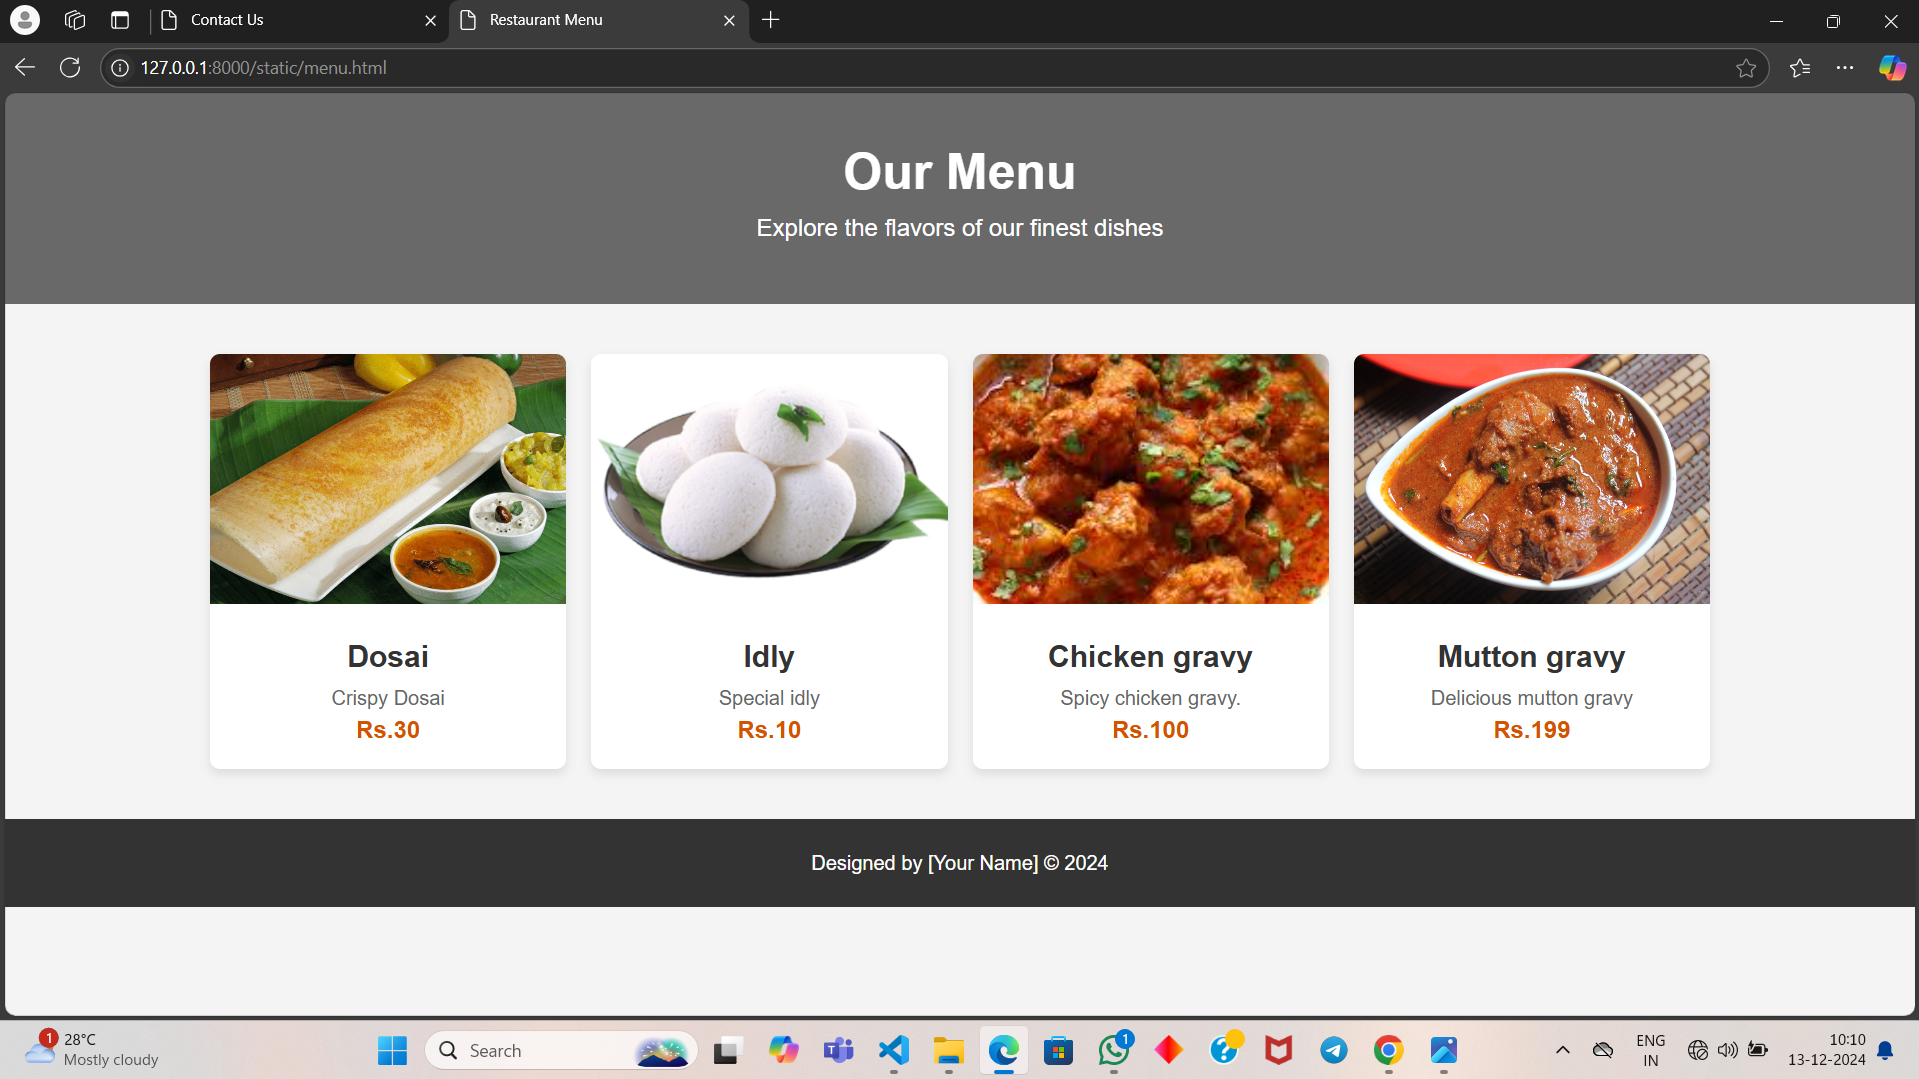 Contact Us
Restaurant Menu
127.0.0.1:8000/static/menu.html
Our Menu
Explore the flavors of our finest dishes
Dosai
Crispy Dosai
Rs.30
Idly
Special idly
Rs.10
Chicken gravy
Spicy chicken gravy.
Rs.100
Mutton gravy
Delicious mutton gravy
Rs.199
Designed by [Your Name] © 2024
1
28°C
Mostly cloudy
Search
1
ENG
IN
10:10
13-12-2024